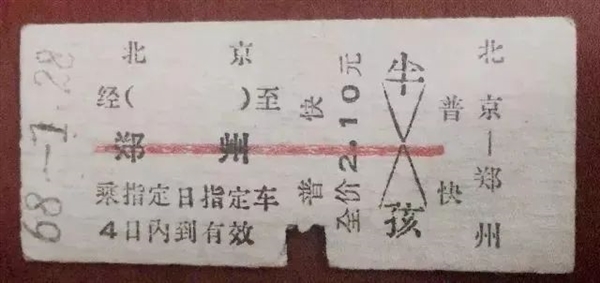 68-1.28
北京
经( )至
郑州
乘指定日指定车
4日内到有效
普快
全价2.10元
孩
普快
北京—郑州